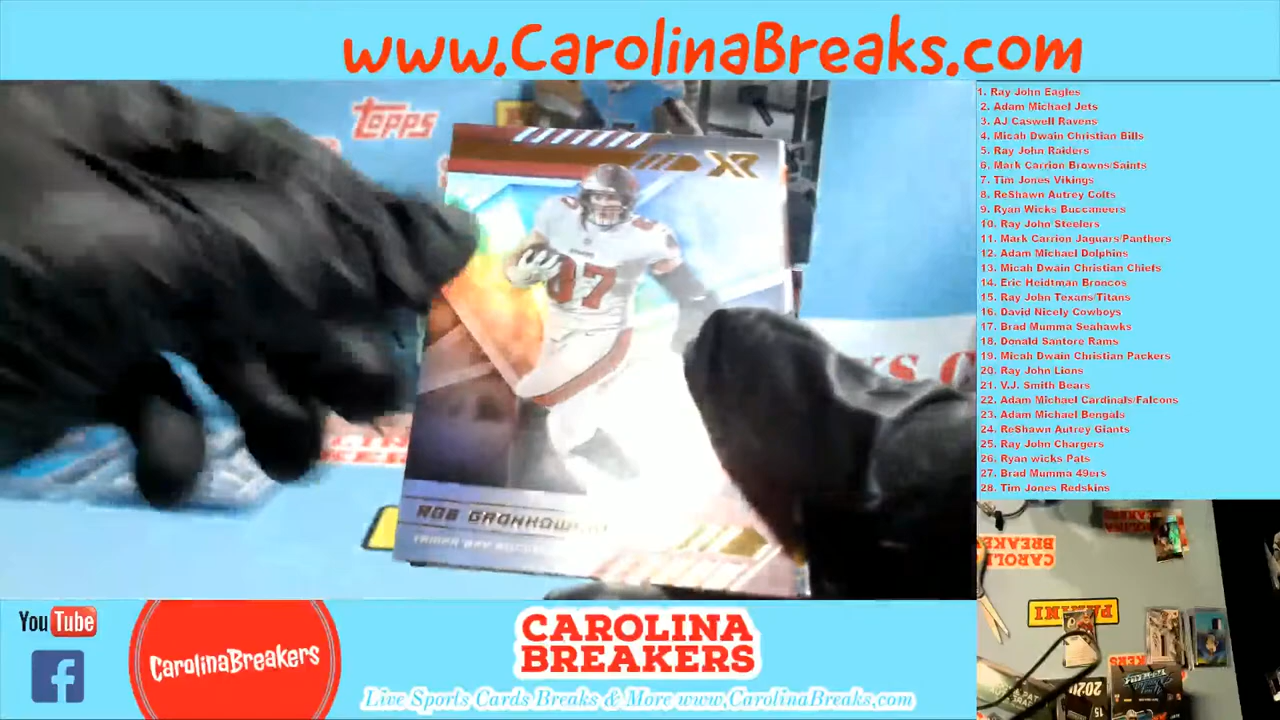 www.CarolinaBreaks.com
Topps
XR
87
ROB GRONKOWSKI
TAMPA BAY
1. Ray John Eagles
2. Adam Michael Jets
3. AJ Caswell Ravens
4. Micah Dwain Christian Bills
5. Ray John Raiders
6. Mark Carrion Browns/Saints
7. Tim Jones Vikings
8. ReShawn Autrey Colts
9. Ryan Wicks Buccaneers
10. Ray John Steelers
11. Mark Carrion Jaguars/Panthers
12. Adam Michael Dolphins
13. Micah Dwain Christian Chiefs
14. Eric Heidtman Broncos
15. Ray John Texans/Titans
16. David Nicely Cowboys
17. Brad Mumma Seahawks
18. Donald Santore Rams
19. Micah Dwain Christian Packers
20. Ray John Lions
21. V.J. Smith Bears
22. Adam Michael Cardinals/Falcons
23. Adam Michael Bengals
24. ReShawn Autrey Giants
25. Ray John Chargers
26. Ryan wicks Pats
27. Brad Mumma 49ers
28. Tim Jones Redskins
CAROLINA
BREAKERS
PANINI
2020
15
YouTube
CarolinaBreakers
CAROLINA
BREAKERS
Live Sports Cards Breaks & More www.CarolinaBreaks.com